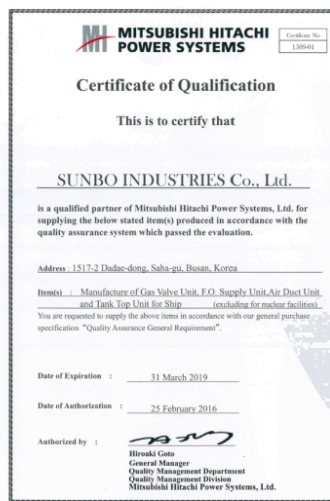 MITSUBISHI HITACHI
POWER SYSTEMS
Certificate No.
1509-01
Certificate of Qualification
This is to certify that
SUNBO INDUSTRIES Co., Ltd.
is a qualified partner of Mitsubishi Hitachi Power Systems, Ltd. for
supplying the below stated item(s) produced in accordance with the
quality assurance system which passed the evaluation.
Address : 1517-2 Dadae-dong, Saha-gu, Busan, Korea
Item(s) : Manufacture of Gas Valve Unit, F.O. Supply Unit,Air Duct Unit
and Tank Top Unit for Ship (excluding for nuclear facilities)
You are requested to supply the above items in accordance with our general purchase
specification "Quality Assurance General Requirement".
Date of Expiration : 31 March 2019
Date of Authorization : 25 February 2016
Authorized by :
Hiroaki Goto
General Manager
Quality Management Department
Quality Management Division
Mitsubishi Hitachi Power Systems, Ltd.